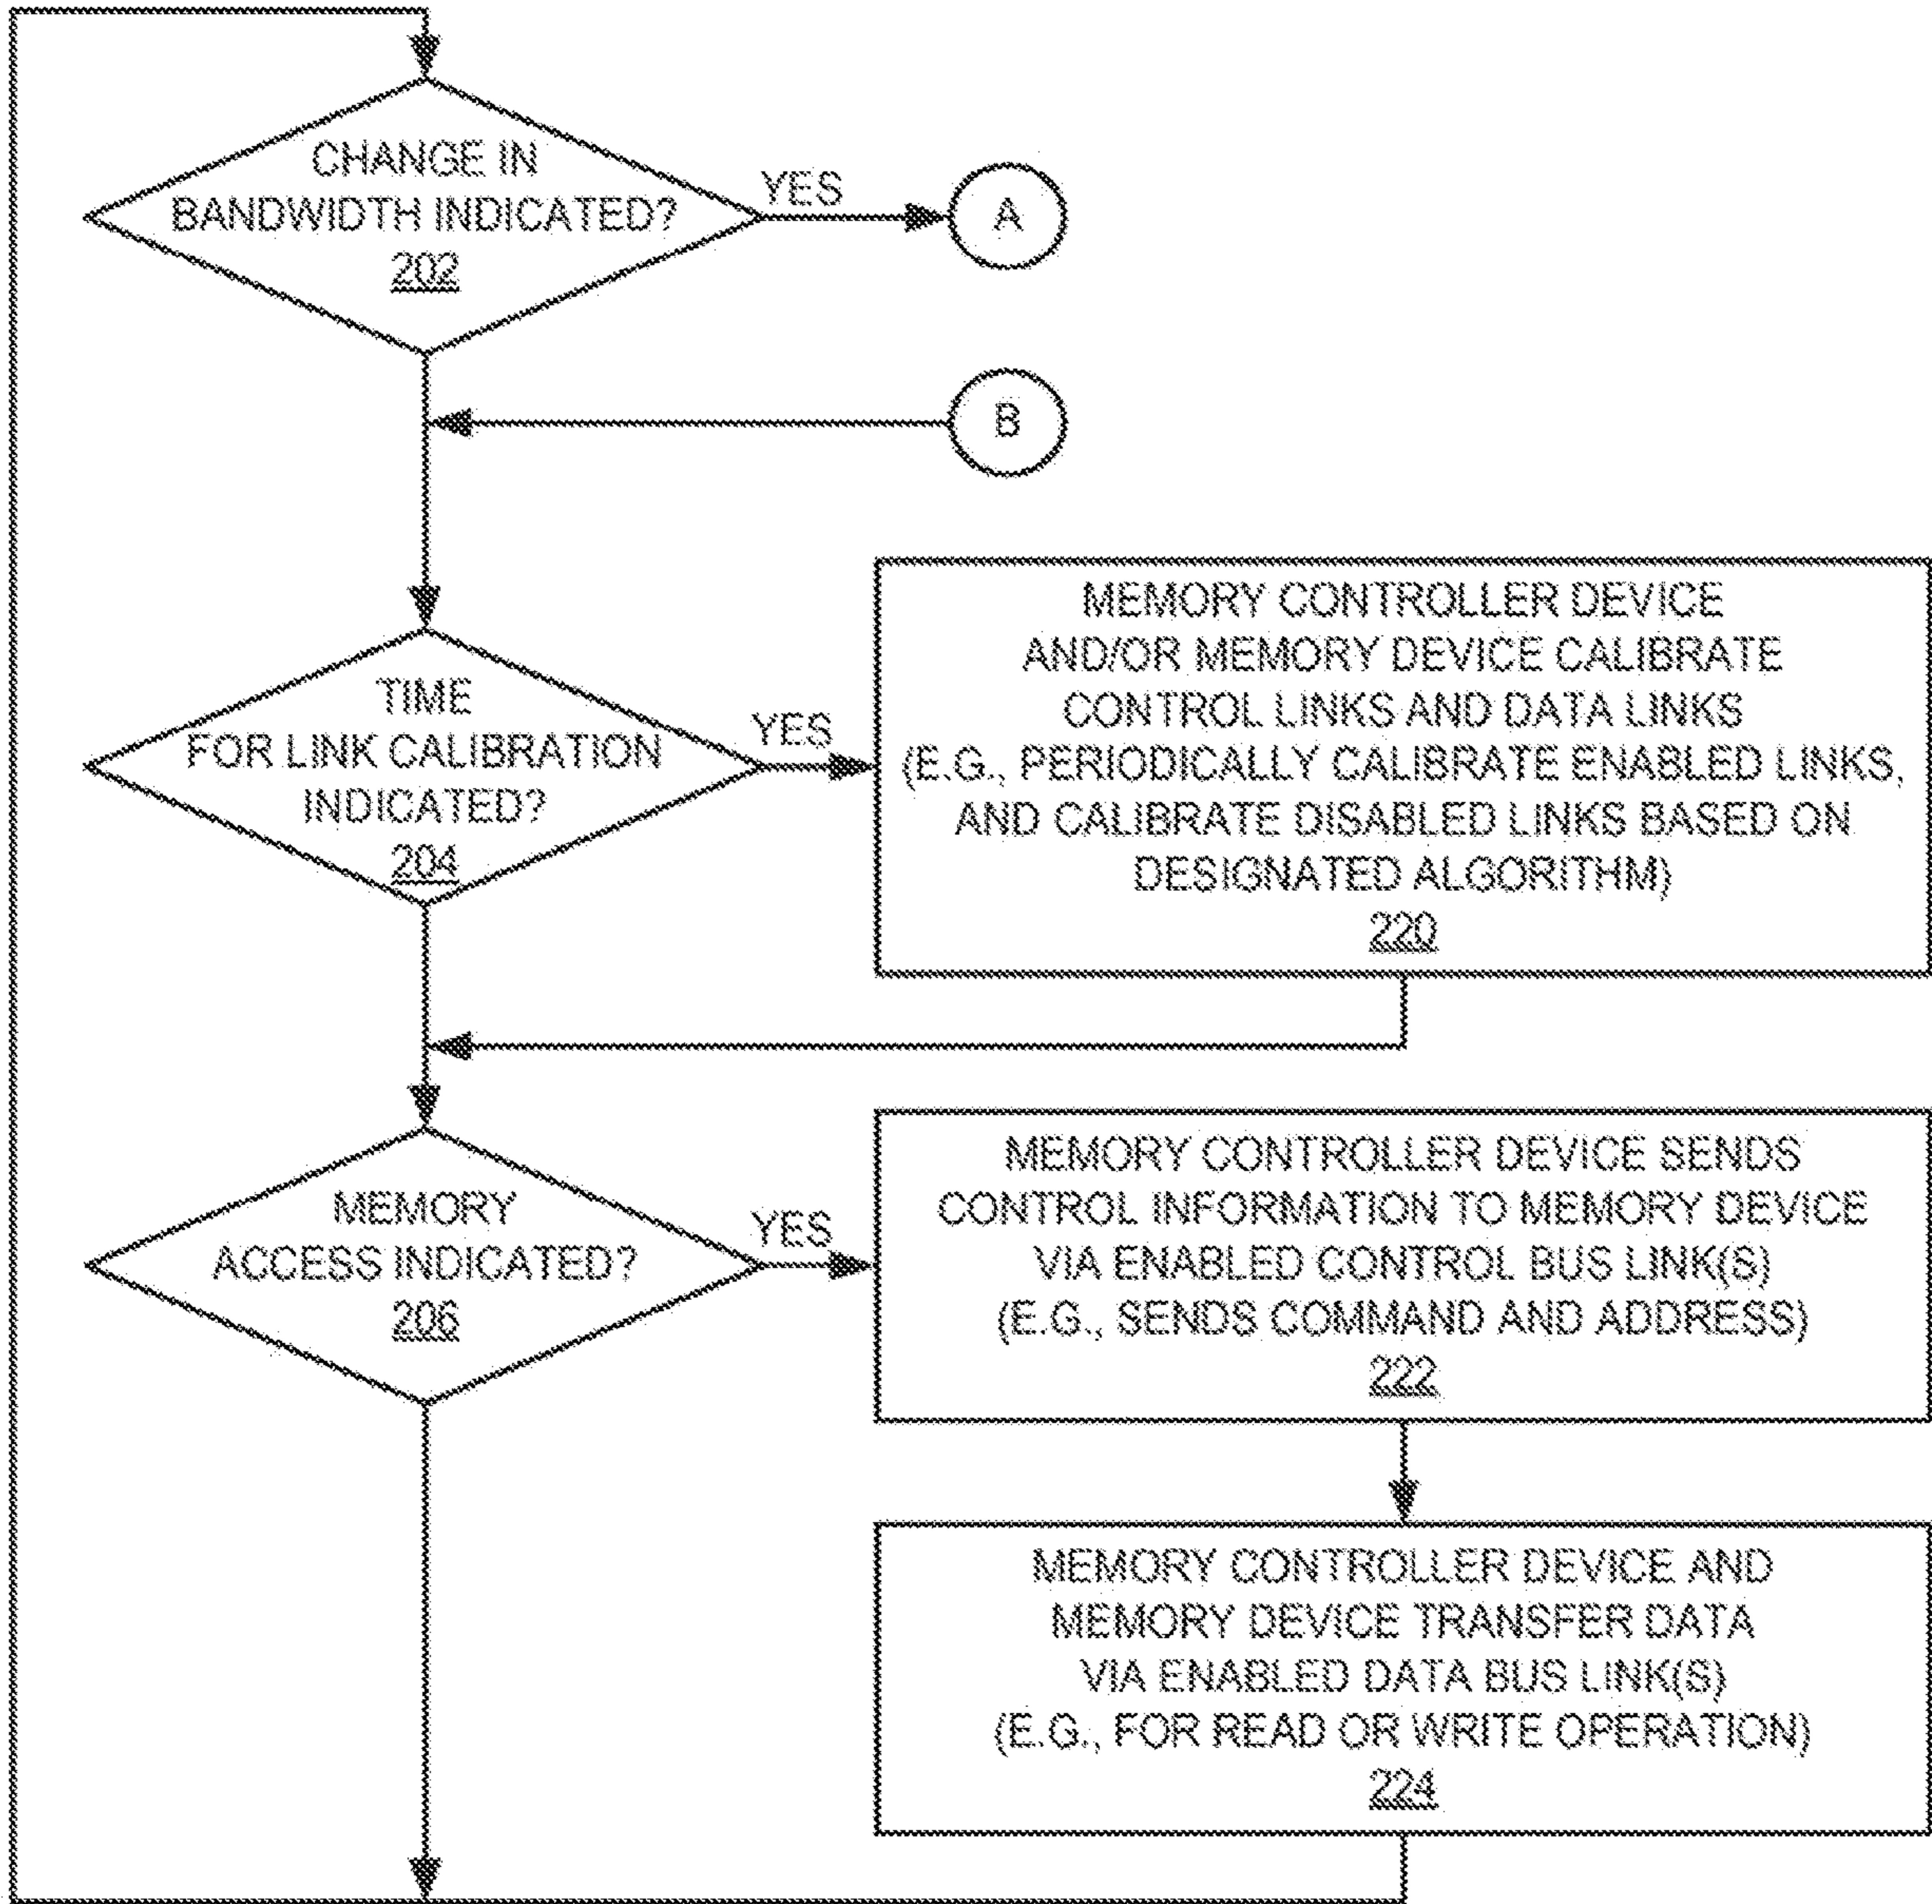 CHANGE IN
BANDWIDTH INDICATED?
202
YES
A
B
TIME
FOR LINK CALIBRATION
INDICATED?
204
YES
MEMORY CONTROLLER DEVICE
AND/OR MEMORY DEVICE CALIBRATE
CONTROL LINKS AND DATA LINKS
(E.G., PERIODICALLY CALIBRATE ENABLED LINKS,
AND CALIBRATE DISABLED LINKS BASED ON
DESIGNATED ALGORITHM)
220
MEMORY
ACCESS INDICATED?
206
YES
MEMORY CONTROLLER DEVICE SENDS
CONTROL INFORMATION TO MEMORY DEVICE
VIA ENABLED CONTROL BUS LINK(S)
(E.G., SENDS COMMAND AND ADDRESS)
222
MEMORY CONTROLLER DEVICE AND
MEMORY DEVICE TRANSFER DATA
VIA ENABLED DATA BUS LINK(S)
(E.G., FOR READ OR WRITE OPERATION)
224